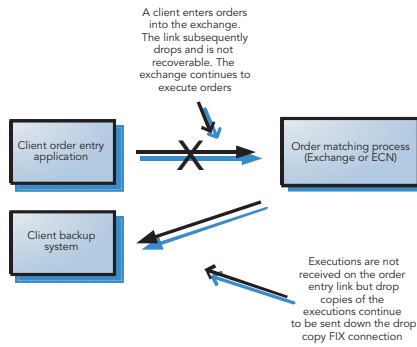 A client enters orders
into the exchange.
The link subsequently
drops and is not
recoverable. The
exchange continues to
execute orders
Client order entry
application
Order matching process
(Exchange or ECN)
Client backup
system
Executions are not
received on the order
entry link but drop
copies of the
executions continue
to be sent down the drop
copy FIX connection